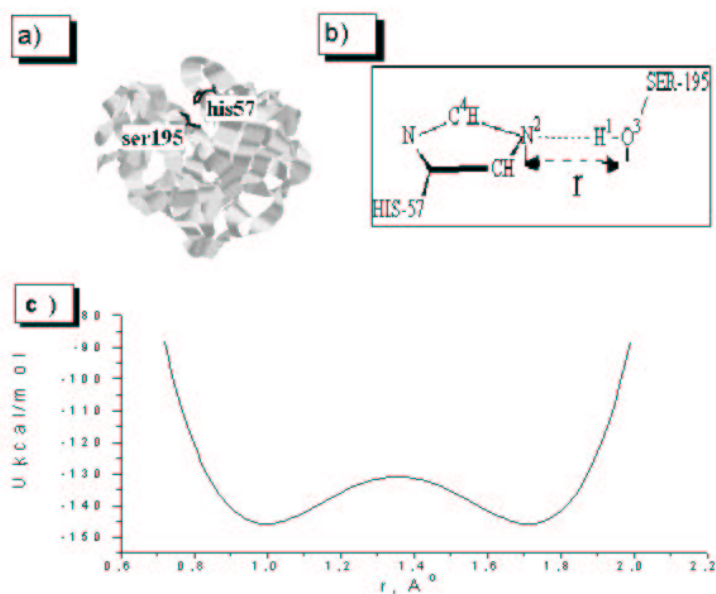 a)
his57
ser195
b)
SER-195
C⁴H
N N² H¹-O³
CH
r
HIS-57
c )
U kcal/mol
-80
-90
-100
-110
-120
-130
-140
-150
0.6 0.8 1.0 1.2 1.4 1.6 1.8 2.0 2.2
r, A°